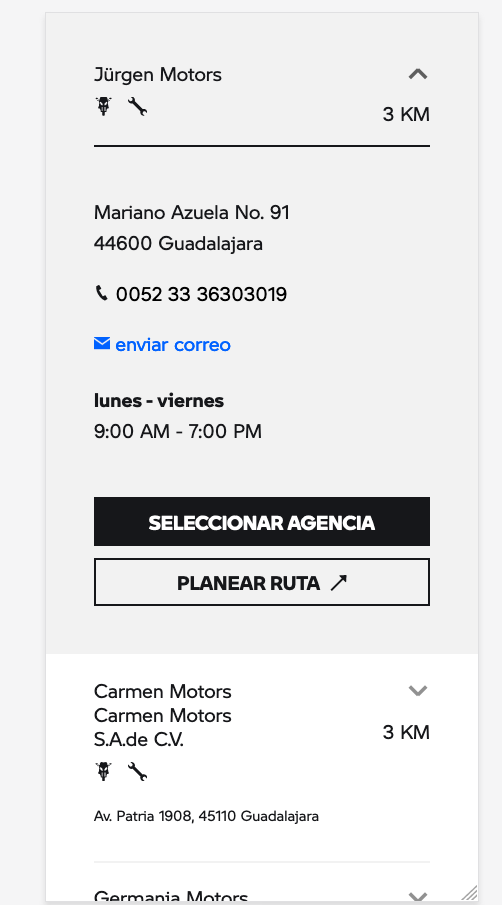 Jürgen Motors
3 KM
Mariano Azuela No. 91
44600 Guadalajara
0052 33 36303019
enviar correo
lunes - viernes
9:00 AM - 7:00 PM
SELECCIONAR AGENCIA
PLANEAR RUTA
Carmen Motors
Carmen Motors
S.A.de C.V.
3 KM
Av. Patria 1908, 45110 Guadalajara
Germania Motors